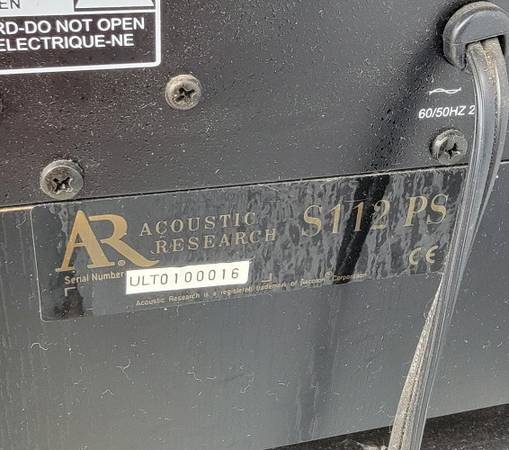 EN
RD-DO NOT OPEN
ELECTRIQUE-NE
60/50HZ 2
AR ACOUSTIC RESEARCH
S112 PS
CE
Serial Number
ULT0100016
Acoustic Research is a registered trademark of Recoton® Corporation